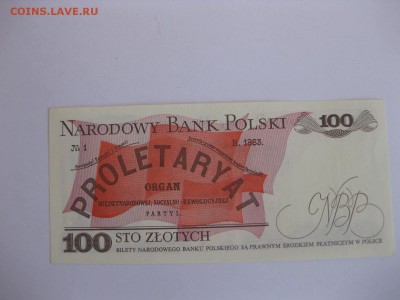 COINS.LAVE.RU
NARODOWY BANK POLSKI 100
№ 1 R. 1883.
PROLETARYAT
ORGAN
MIĘDZYNARODOWEJ SOCYALNO-REWOLUCYJNEJ
PARTYI.
NBP
100 STO ZŁOTYCH
BILETY NARODOWEGO BANKU POLSKIEGO SĄ PRAWNYM ŚRODKIEM PŁATNICZYM W POLSCE